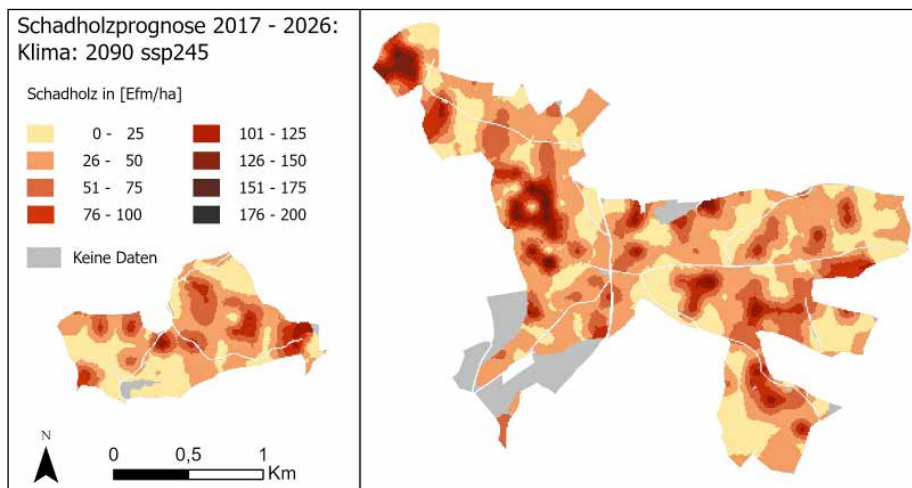 Schadholzprognose 2017 - 2026:
Klima: 2090 ssp245
Schadholz in [Efm/ha]
0 - 25
26 - 50
51 - 75
76 - 100
101 - 125
126 - 150
151 - 175
176 - 200
Keine Daten
N
0 0,5 1
Km